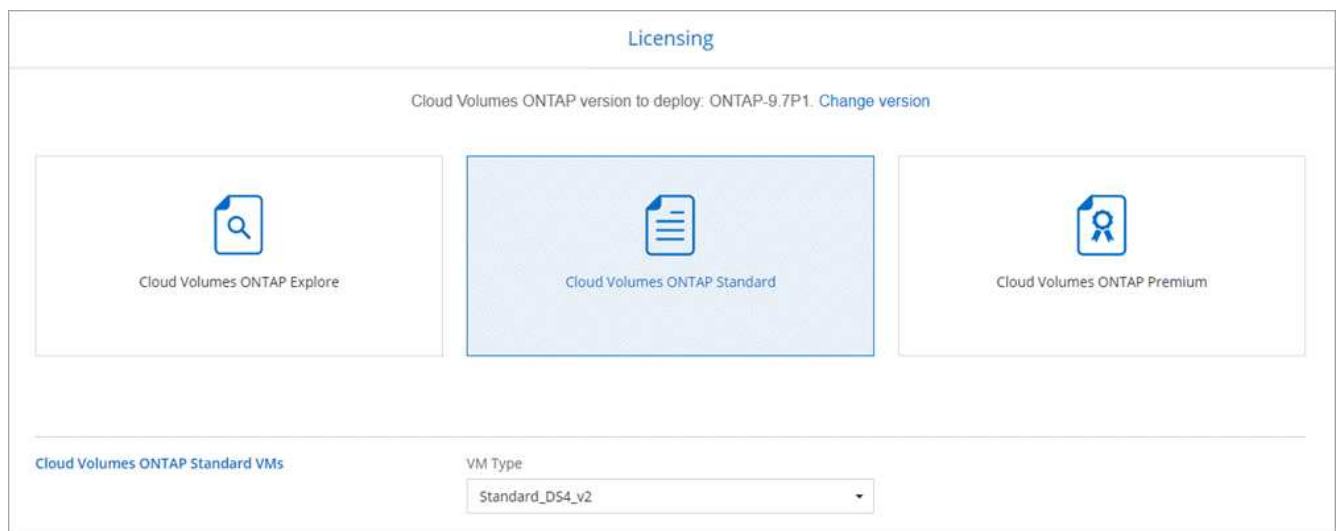 Licensing
Cloud Volumes ONTAP version to deploy: ONTAP-9.7P1. Change version
Cloud Volumes ONTAP Explore
Cloud Volumes ONTAP Standard
Cloud Volumes ONTAP Premium
Cloud Volumes ONTAP Standard VMs
VM Type
Standard_DS4_v2